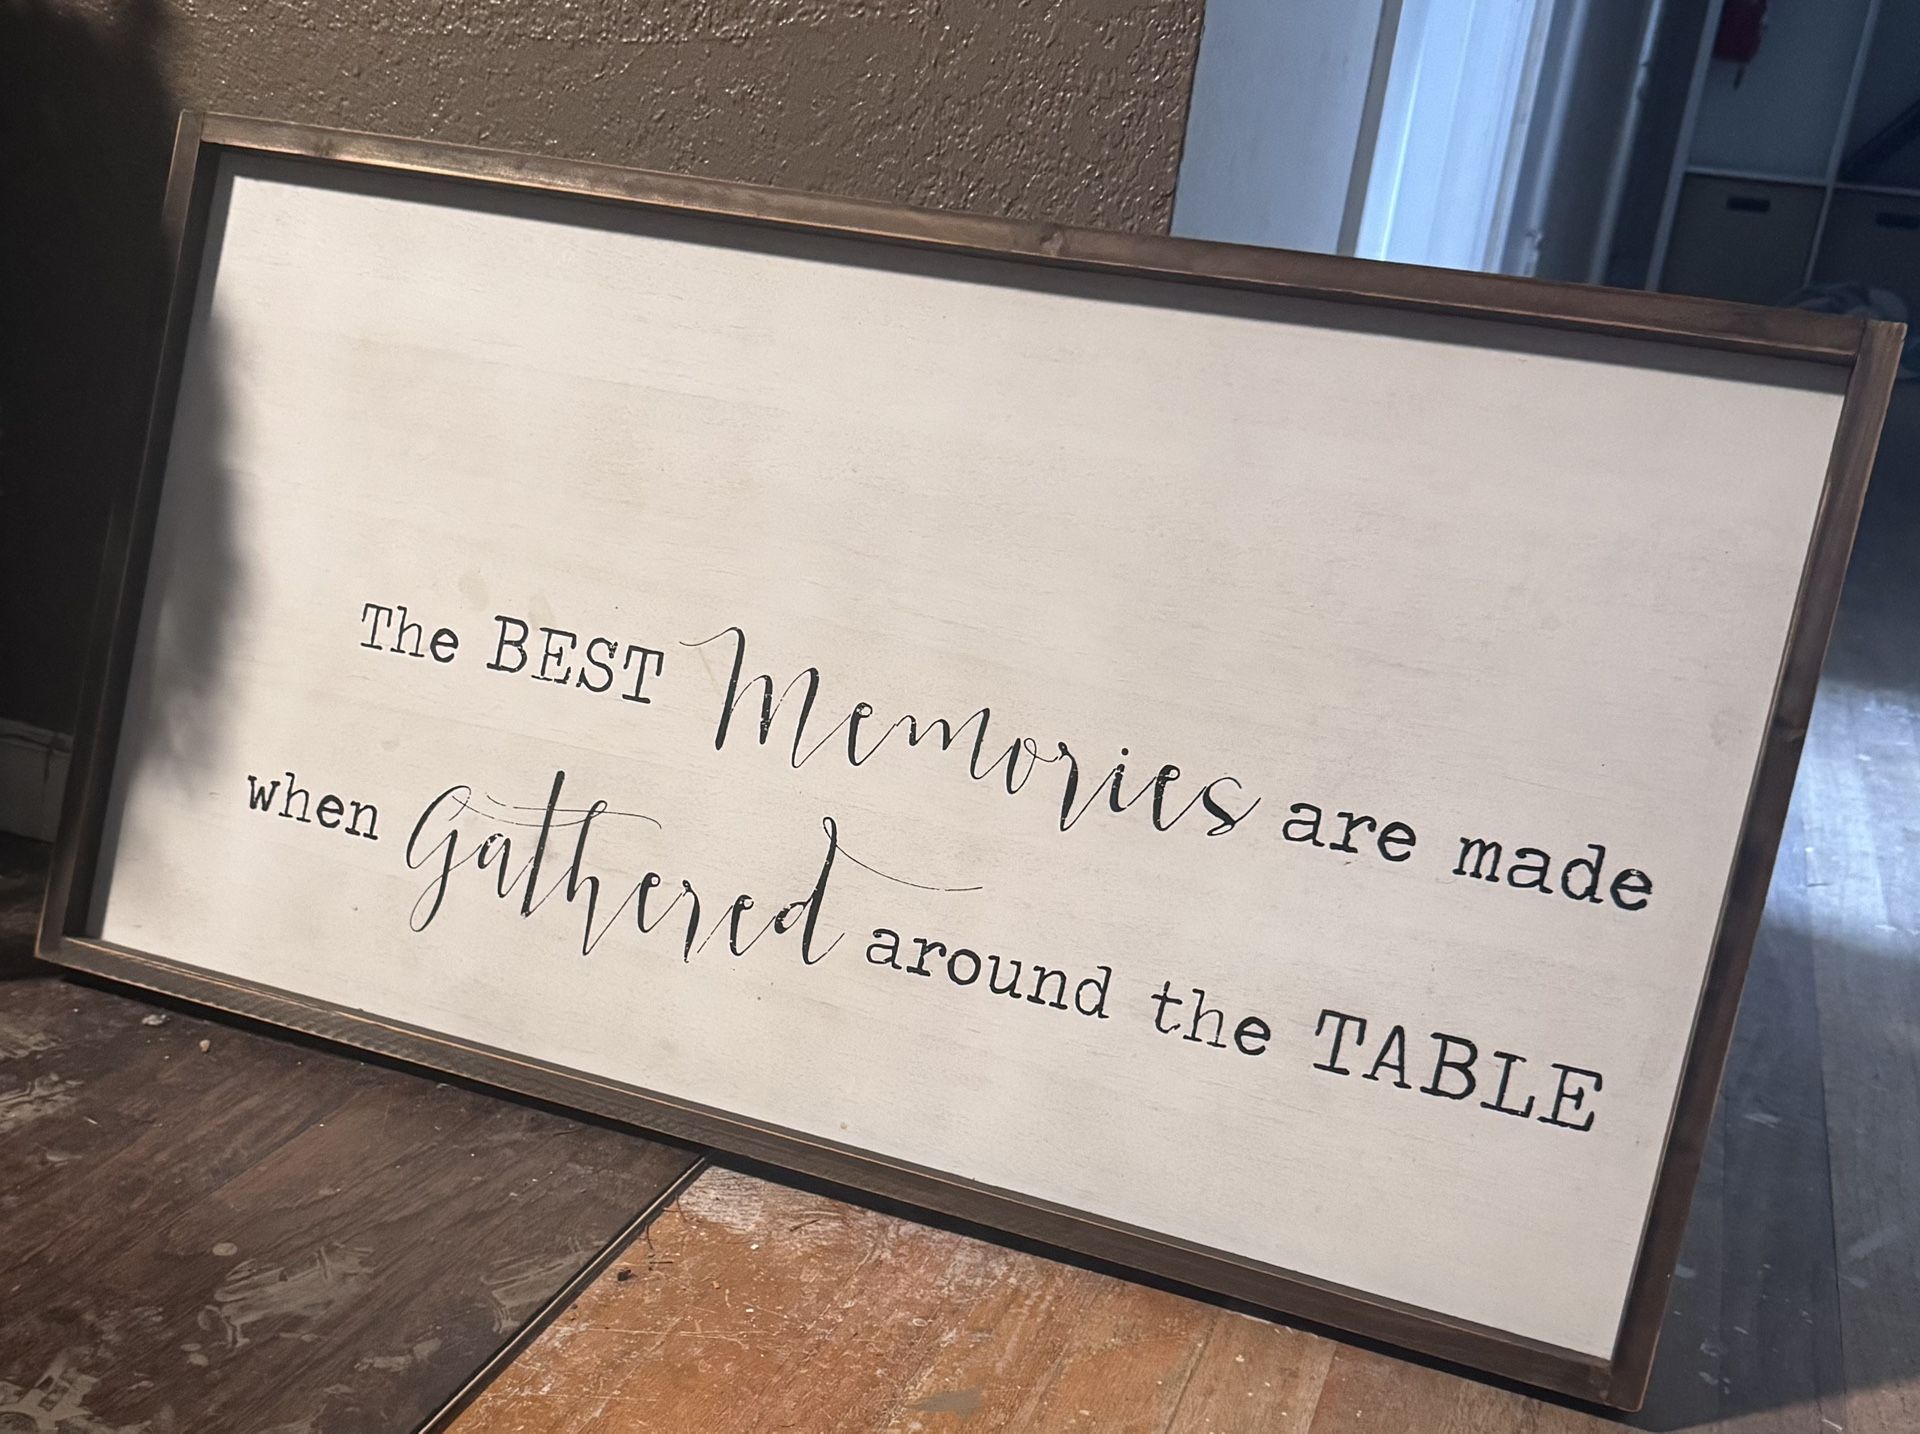 The BEST Memories are made
when Gathered around the TABLE